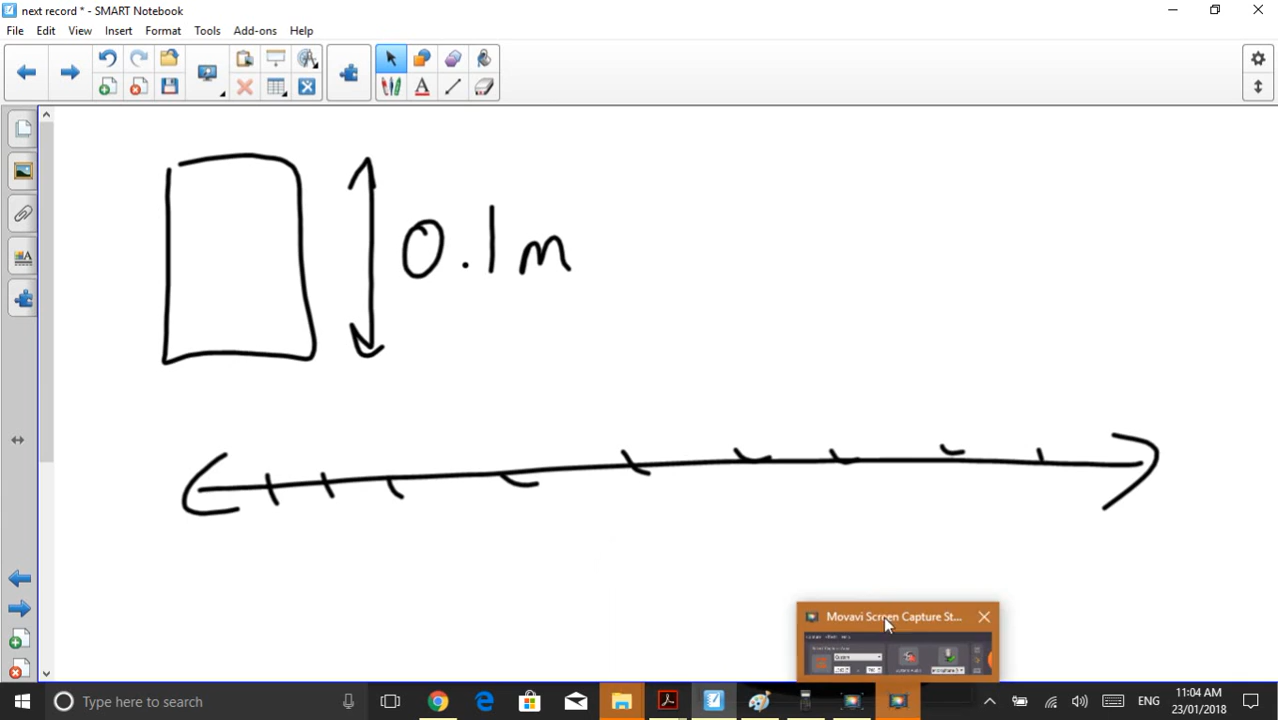 next record * - SMART Notebook
File Edit View Insert Format Tools Add-ons Help
0.1m
Movavi Screen Capture St...
Type here to search
ENG
11:04 AM
23/01/2018